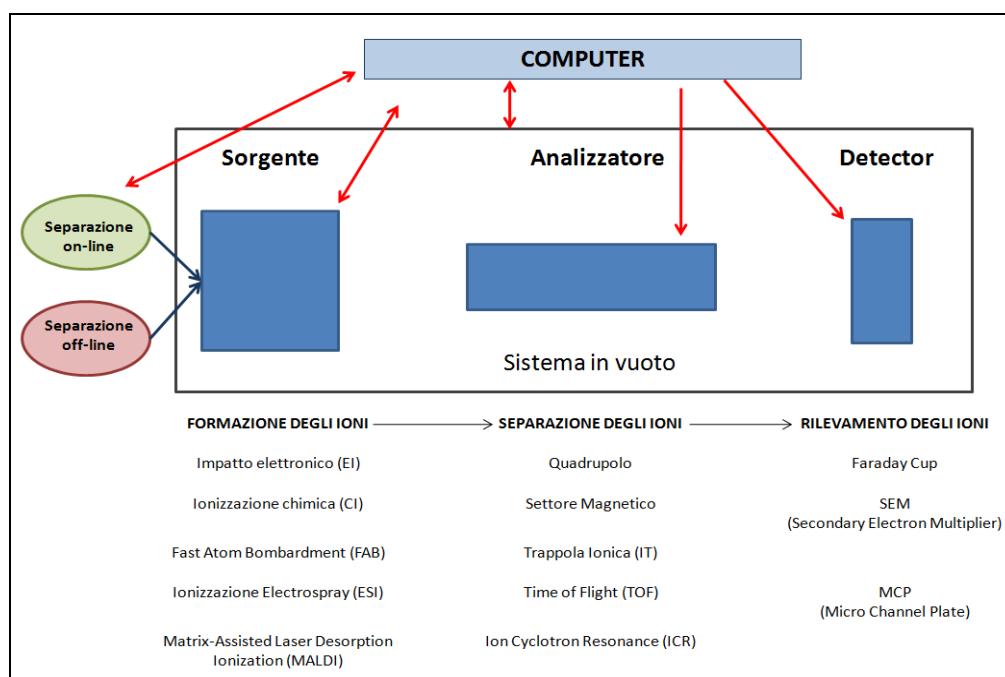 COMPUTER
Sorgente
Analizzatore
Detector
Separazione
on-line
Separazione
off-line
Sistema in vuoto
FORMAZIONE DEGLI IONI
SEPARAZIONE DEGLI IONI
RILEVAMENTO DEGLI IONI
Impatto elettronico (EI)
Quadrupolo
Faraday Cup
Ionizzazione chimica (CI)
Settore Magnetico
SEM
(Secondary Electron Multiplier)
Fast Atom Bombardment (FAB)
Trappola Ionica (IT)
Ionizzazione Electrospray (ESI)
Time of Flight (TOF)
MCP
(Micro Channel Plate)
Matrix-Assisted Laser Desorption
Ionization (MALDI)
Ion Cyclotron Resonance (ICR)